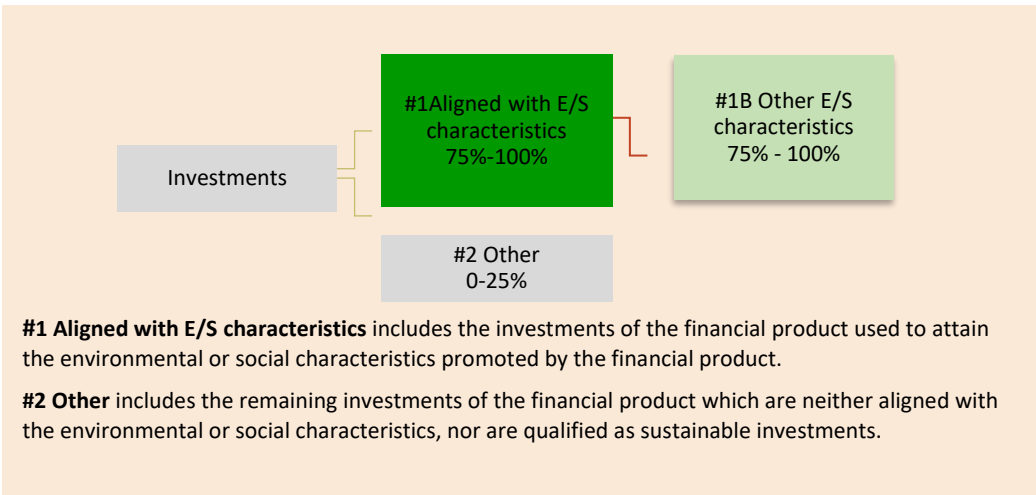 Investments
#1Aligned with E/S
characteristics
75%-100%
#1B Other E/S
characteristics
75% - 100%
#2 Other
0-25%
#1 Aligned with E/S characteristics includes the investments of the financial product used to attain
the environmental or social characteristics promoted by the financial product.
#2 Other includes the remaining investments of the financial product which are neither aligned with
the environmental or social characteristics, nor are qualified as sustainable investments.